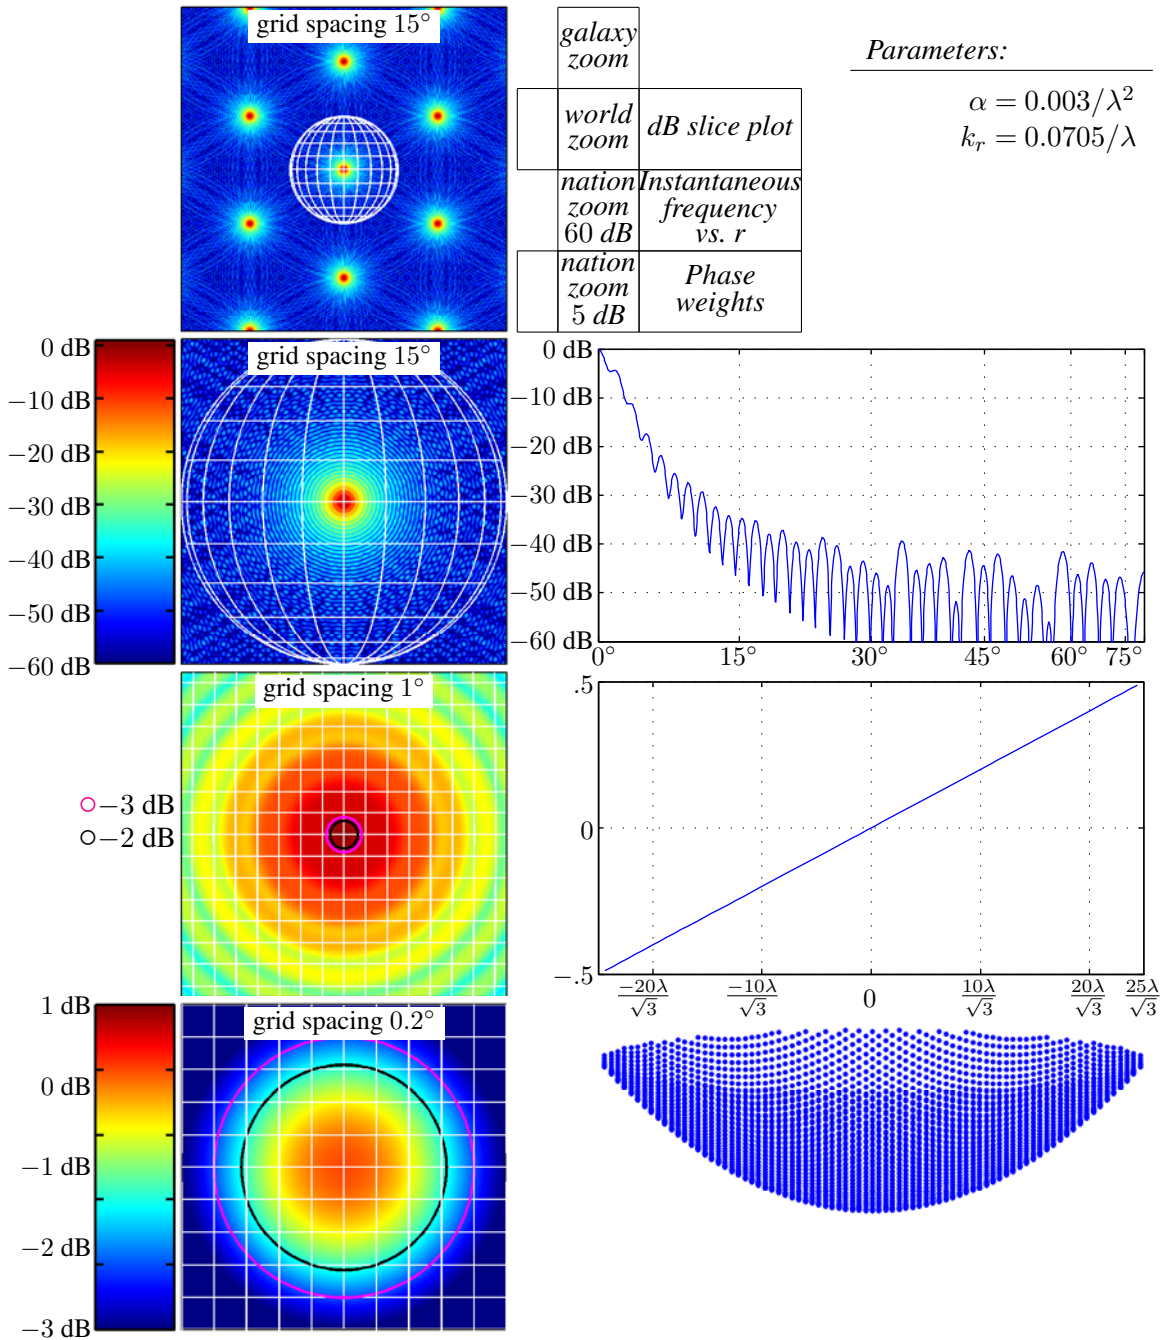 grid spacing 15°
galaxy
zoom
world
zoom
dB slice plot
nation
zoom
60 dB
Instantaneous
frequency
vs. r
nation
zoom
5 dB
Phase
weights
Parameters:
α = 0.003/λ²
k_r = 0.0705/λ
grid spacing 15°
0 dB
−10 dB
−20 dB
−30 dB
−40 dB
−50 dB
−60 dB
0 dB
−10 dB
−20 dB
−30 dB
−40 dB
−50 dB
−60 dB
0° 15° 30° 45° 60° 75°
grid spacing 1°
−3 dB
−2 dB
.5
0
−.5
−20λ/√3 −10λ/√3 0 10λ/√3 20λ/√3 25λ/√3
grid spacing 0.2°
1 dB
0 dB
−1 dB
−2 dB
−3 dB